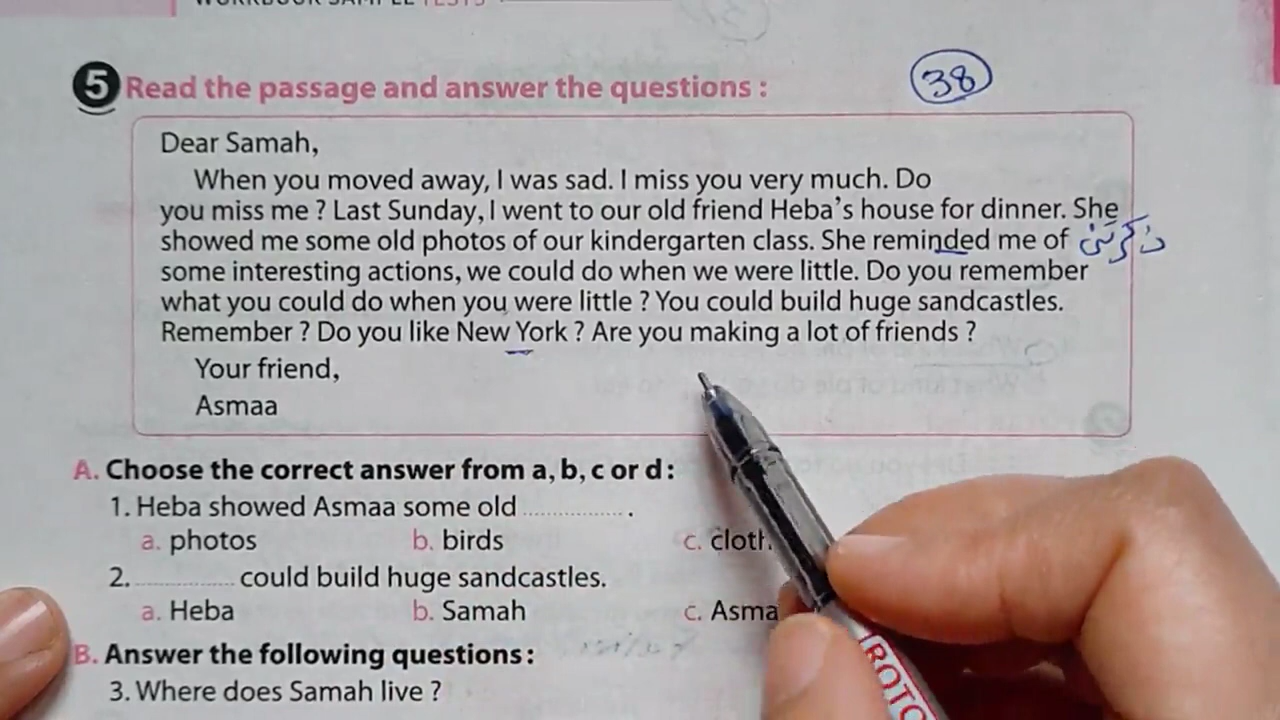 WORKBOOK SAMPLE TESTS
5 Read the passage and answer the questions :
38
Dear Samah,
When you moved away, I was sad. I miss you very much. Do
you miss me ? Last Sunday, I went to our old friend Heba's house for dinner. She
showed me some old photos of our kindergarten class. She reminded me of
some interesting actions, we could do when we were little. Do you remember
what you could do when you were little ? You could build huge sandcastles.
Remember ? Do you like New York ? Are you making a lot of friends ?
Your friend,
Asmaa
A. Choose the correct answer from a, b, c or d :
1. Heba showed Asmaa some old ............ .
a. photos b. birds c. cloth
2. ............ could build huge sandcastles.
a. Heba b. Samah c. Asma
B. Answer the following questions :
3. Where does Samah live ?
ROTO